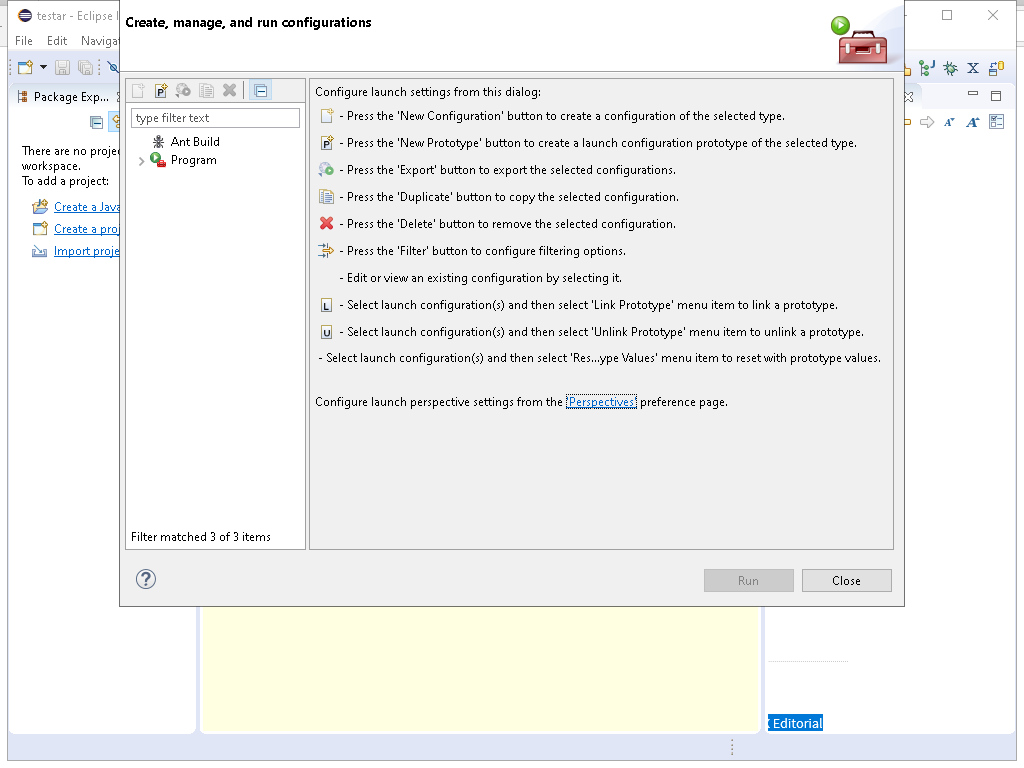 testar - Eclipse
File Edit Navigat
Create, manage, and run configurations
Package Exp...
There are no projec
workspace.
To add a project:
Create a Java
Create a proj
Import proje
type filter text
Ant Build
Program
Filter matched 3 of 3 items
Configure launch settings from this dialog:
- Press the 'New Configuration' button to create a configuration of the selected type.
- Press the 'New Prototype' button to create a launch configuration prototype of the selected type.
- Press the 'Export' button to export the selected configurations.
- Press the 'Duplicate' button to copy the selected configuration.
- Press the 'Delete' button to remove the selected configuration.
- Press the 'Filter' button to configure filtering options.
- Edit or view an existing configuration by selecting it.
- Select launch configuration(s) and then select 'Link Prototype' menu item to link a prototype.
- Select launch configuration(s) and then select 'Unlink Prototype' menu item to unlink a prototype.
- Select launch configuration(s) and then select 'Res...ype Values' menu item to reset with prototype values.
Configure launch perspective settings from the 'Perspectives' preference page.
Run Close
Editorial